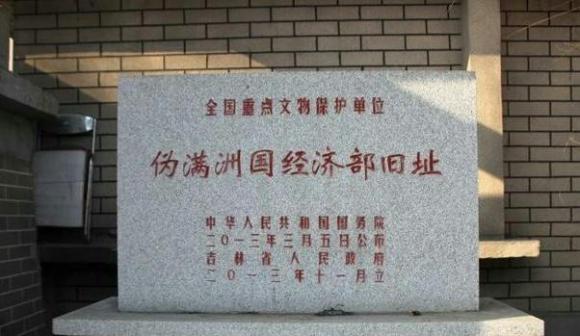 全国重点文物保护单位
伪满洲国经济部旧址
中华人民共和国国务院
二〇一三年三月五日公布
吉林省人民政府
二〇一三年十一月立